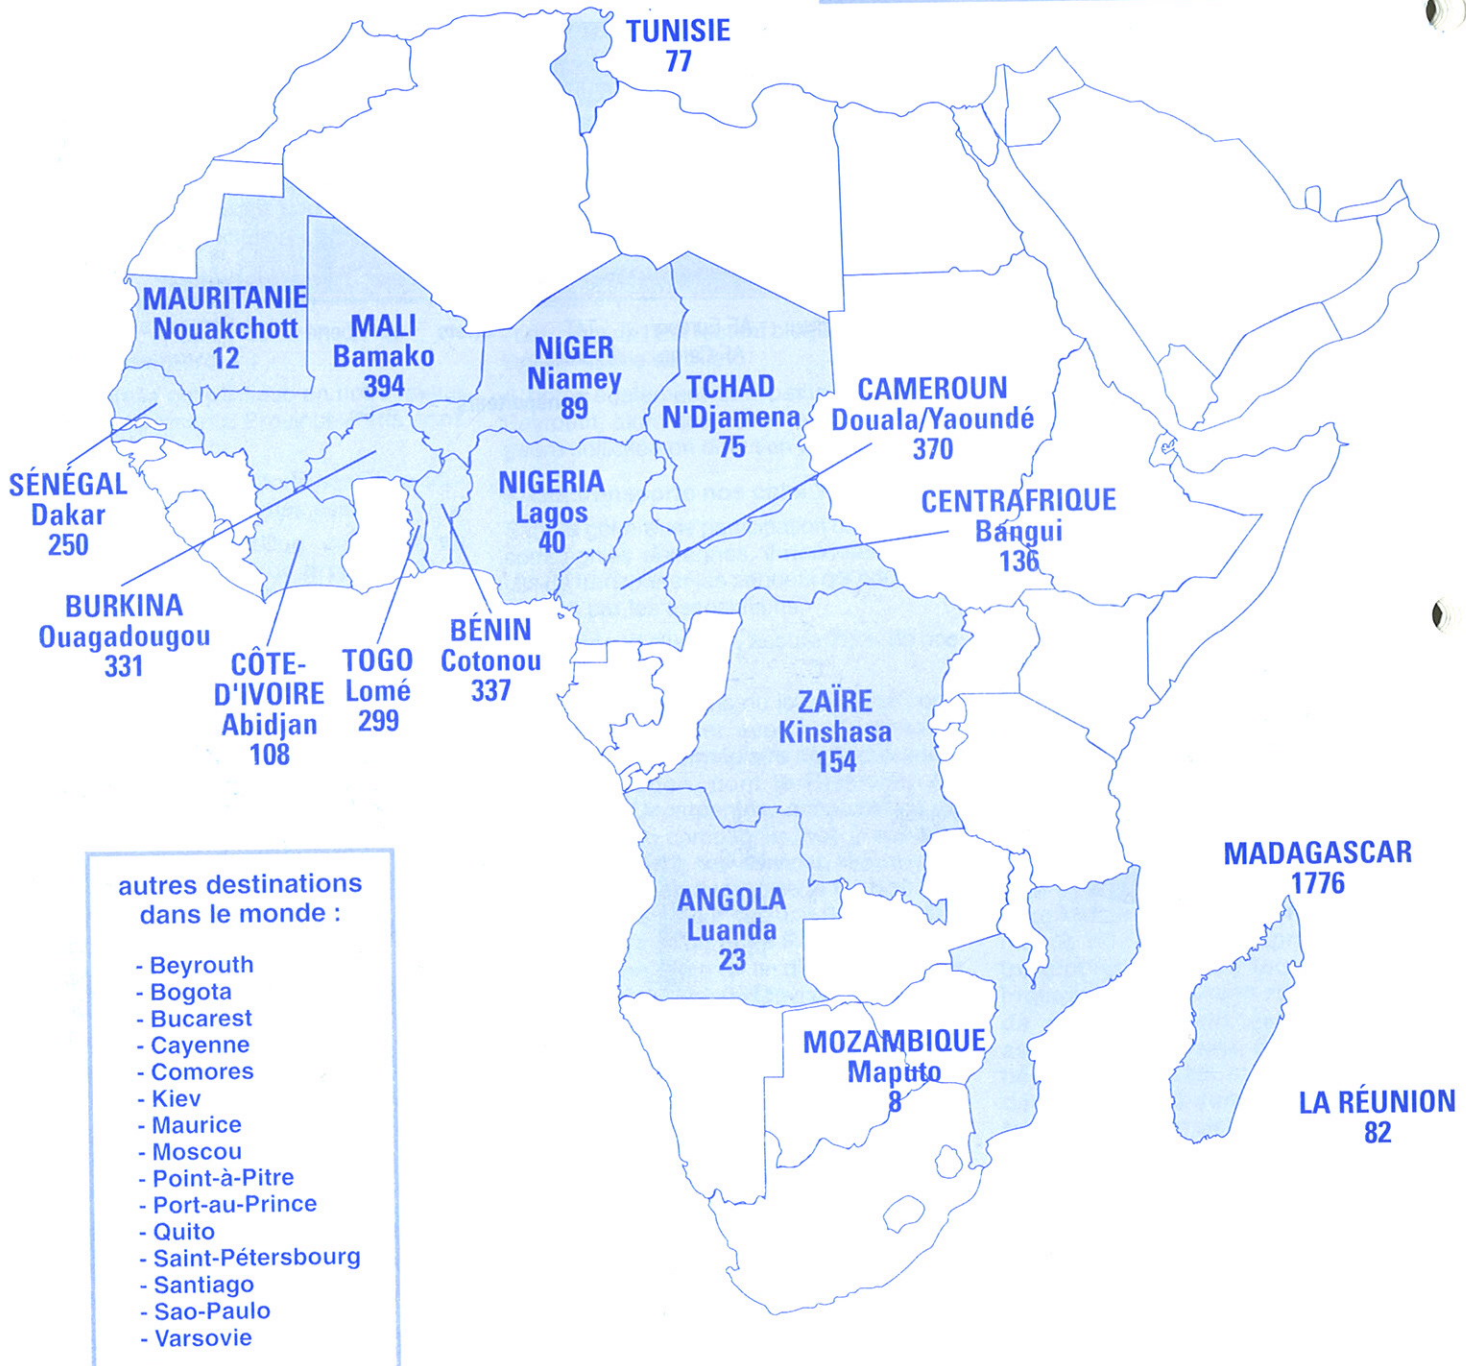 TUNISIE
77
MAURITANIE
Nouakchott
12
MALI
Bamako
394
NIGER
Niamey
89
TCHAD
N'Djamena
75
CAMEROUN
Douala/Yaoundé
370
SÉNÉGAL
Dakar
250
NIGERIA
Lagos
40
CENTRAFRIQUE
Bangui
136
BURKINA
Ouagadougou
331
CÔTE-
D'IVOIRE
Abidjan
108
TOGO
Lomé
299
BÉNIN
Cotonou
337
ZAÏRE
Kinshasa
154
ANGOLA
Luanda
23
MOZAMBIQUE
Maputo
8
MADAGASCAR
1776
LA RÉUNION
82
autres destinations
dans le monde :
- Beyrouth
- Bogota
- Bucarest
- Cayenne
- Comores
- Kiev
- Maurice
- Moscou
- Point-à-Pitre
- Port-au-Prince
- Quito
- Saint-Pétersbourg
- Santiago
- Sao-Paulo
- Varsovie